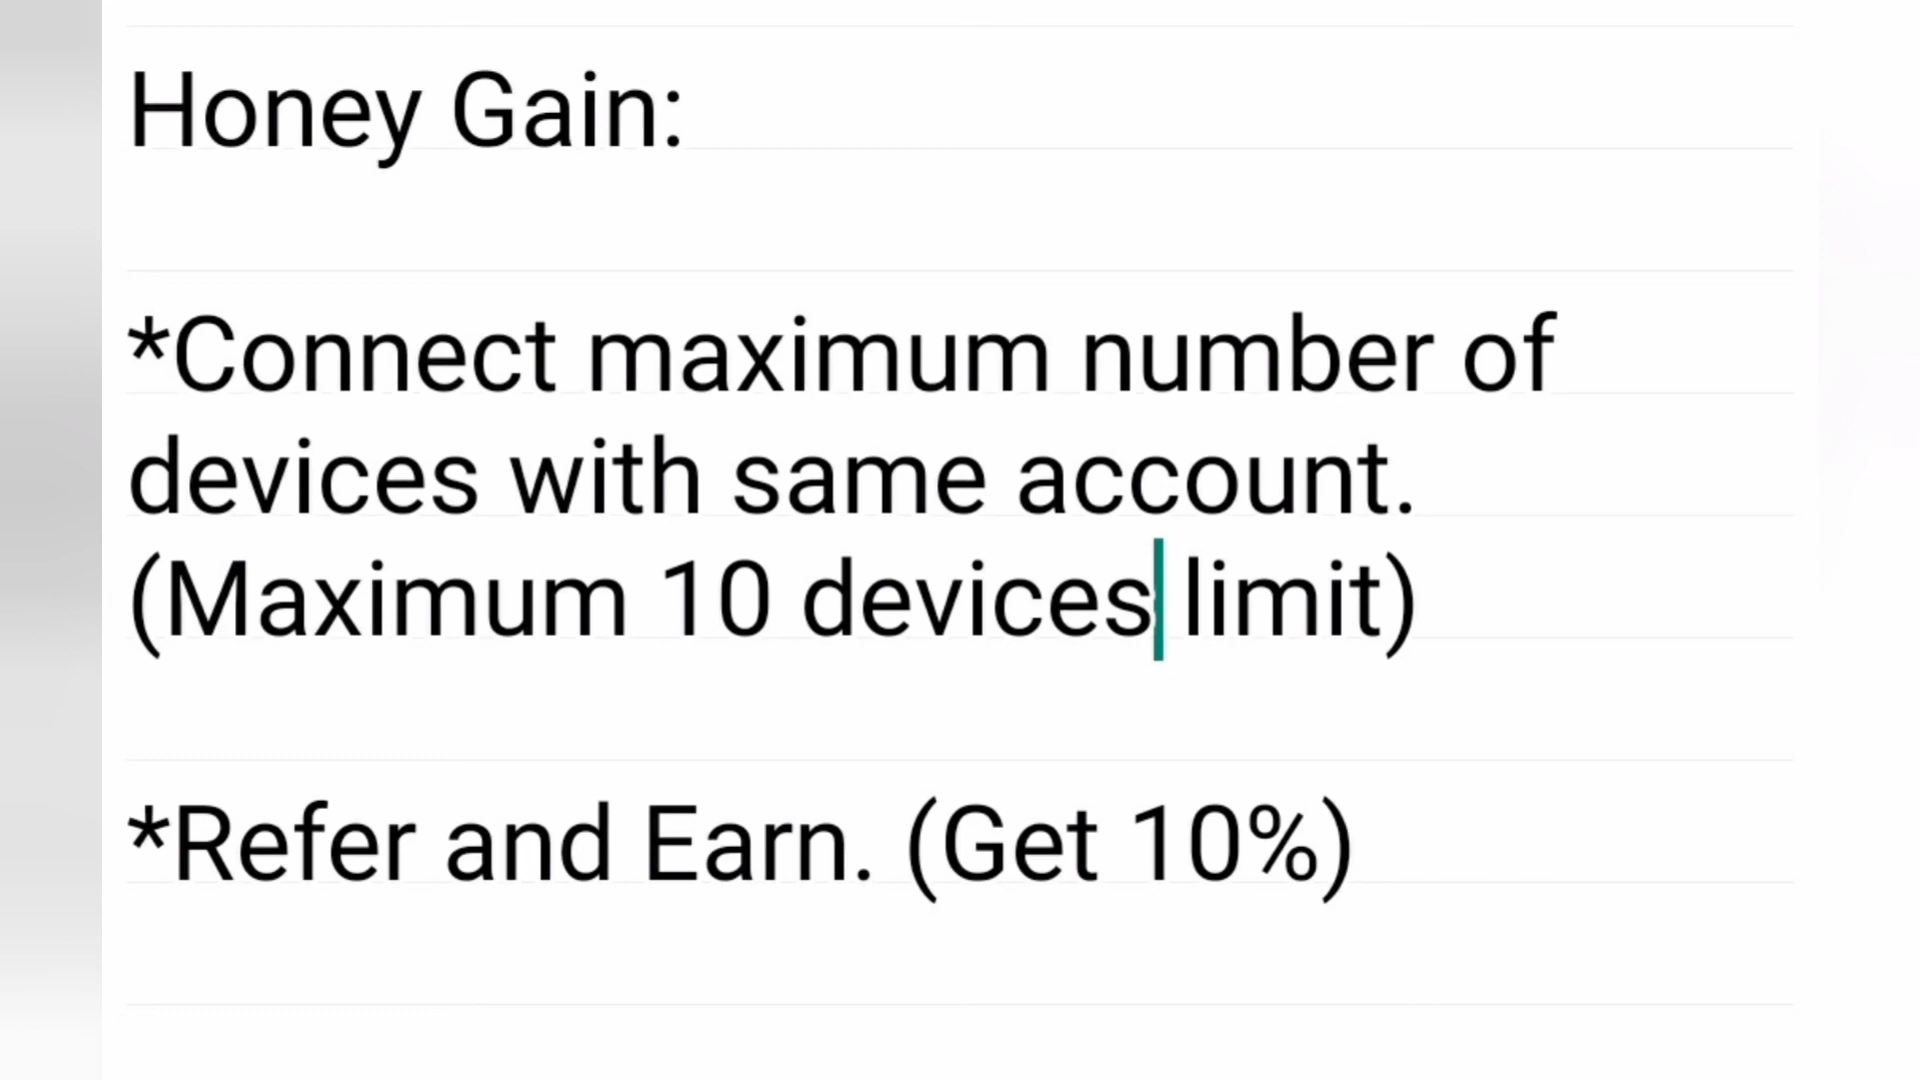 Honey Gain:
*Connect maximum number of
devices with same account.
(Maximum 10 devices limit)
*Refer and Earn. (Get 10%)